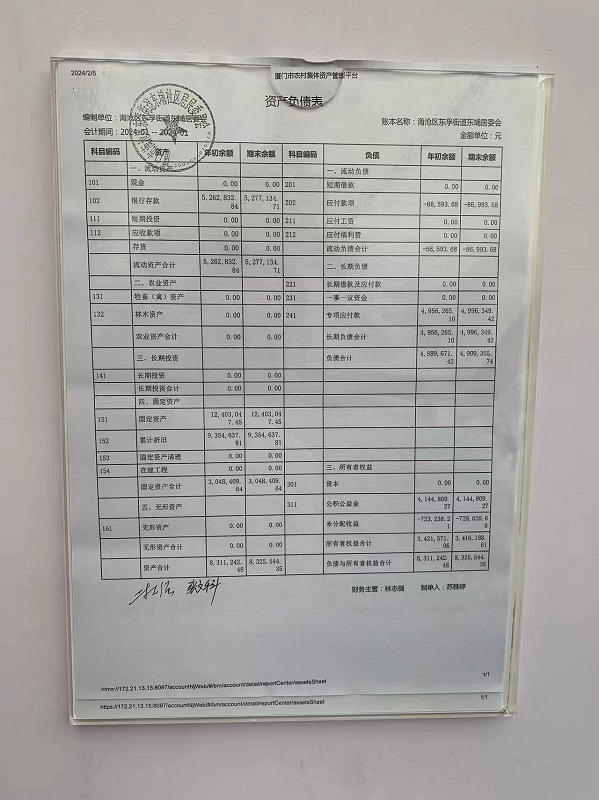 2024/2/5 厦门市农村集体资产管理平台
资产负债表
编制单位：海沧区东孚街道东埔居委会 账本名称：海沧区东孚街道东埔居委会
会计期间：2024-01 -- 2024-01 金额单位：元
科目编码 资产 年初余额 期末余额 科目编码 负债 年初余额 期末余额
一、流动资产 一、流动负债
101 现金 0.00 0.00 201 短期借款 0.00 0.00
102 银行存款 5,262,832.84 5,277,134.71 202 应付款项 -66,593.68 -86,993.68
111 短期投资 0.00 0.00 211 应付工资 0.00 0.00
112 应收款项 0.00 0.00 212 应付福利费 0.00 0.00
存货 0.00 0.00 流动负债合计 -66,593.68 -86,993.68
流动资产合计 5,262,832.84 5,277,134.71 二、长期负债
二、农业资产 221 长期借款及应付款 0.00 0.00
131 牲畜（禽）资产 0.00 0.00 231 一事一议资金 0.00 0.00
132 林木资产 0.00 0.00 241 专项应付款 4,956,265.10 4,996,349.42
农业资产合计 0.00 0.00 长期负债合计 4,956,265.10 4,996,349.42
三、长期投资 负债合计 4,889,671.42 4,909,355.74
141 长期投资 0.00 0.00
长期投资合计 0.00 0.00
四、固定资产
151 固定资产 12,403,047.45 12,403,047.45
152 累计折旧 9,354,637.81 9,354,637.81
153 固定资产清理 0.00 0.00
154 在建工程 0.00 0.00 三、所有者权益
固定资产合计 3,048,409.64 3,048,409.64 301 资本 0.00 0.00
五、无形资产 311 公积公益金 4,144,809.27 4,144,809.27
161 无形资产 0.00 0.00 未分配收益 -723,238.21 -728,620.66
无形资产合计 0.00 0.00 所有者权益合计 3,421,571.06 3,416,188.61
资产合计 8,311,242.48 8,325,544.35 负债与所有者权益合计 8,311,242.48 8,325,544.35
财务主管：林志强 制单人：苏雅婷
1/1
https://172.21.13.15:8097/accountNjWeb/#/bm/account/detail/reportCenter/assetsSheet
1/1
https://172.21.13.15:8097/accountNjWeb/#/bm/account/detail/reportCenter/assetsSheet